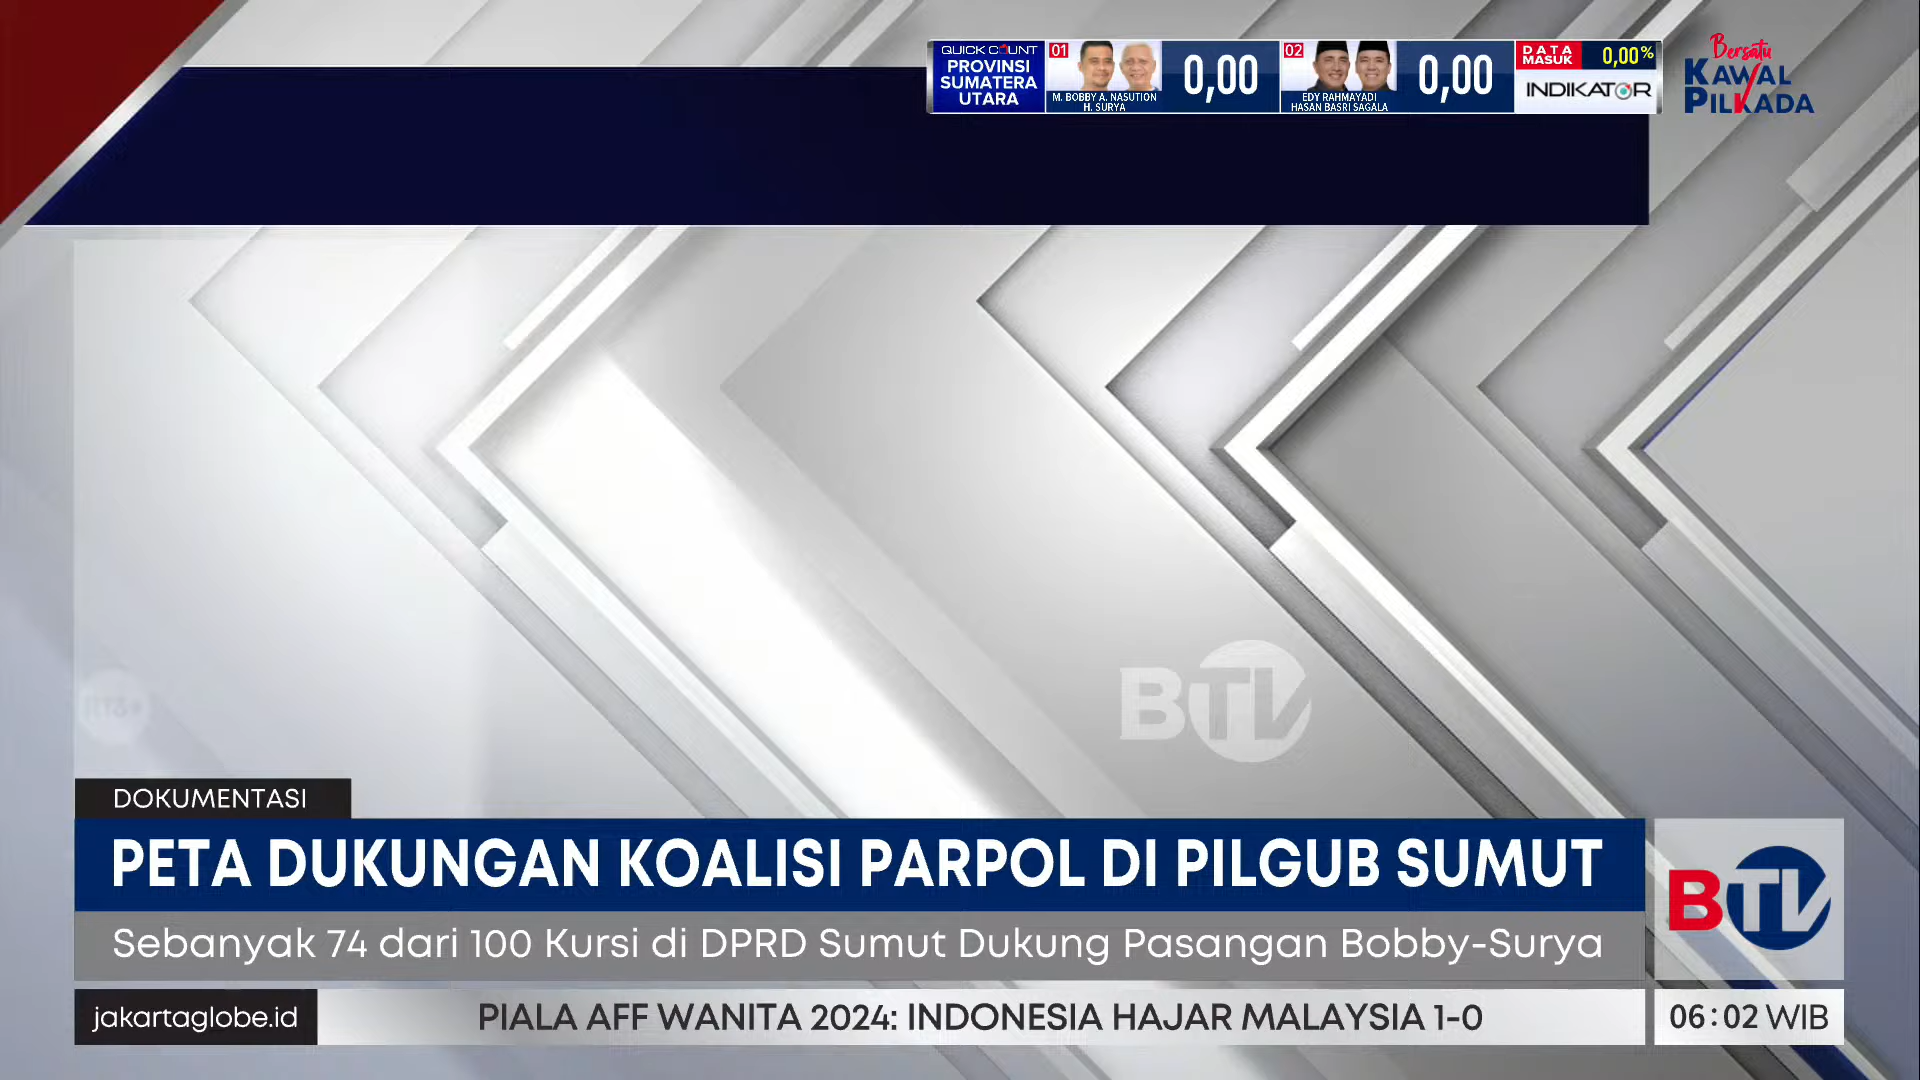 QUICK COUNT
PROVINSI
SUMATERA
UTARA
01
M. BOBBY A. NASUTION
H. SURYA
0,00
02
EDY RAHMAYADI
HASAN BASRI SAGALA
0,00
DATA
MASUK
0,00%
INDIKATOR
Bersatu
KAWAL
PILKADA
R13+
BTV
DOKUMENTASI
PETA DUKUNGAN KOALISI PARPOL DI PILGUB SUMUT
Sebanyak 74 dari 100 Kursi di DPRD Sumut Dukung Pasangan Bobby-Surya
BTV
jakartaglobe.id
PIALA AFF WANITA 2024: INDONESIA HAJAR MALAYSIA 1-0
06:02 WIB